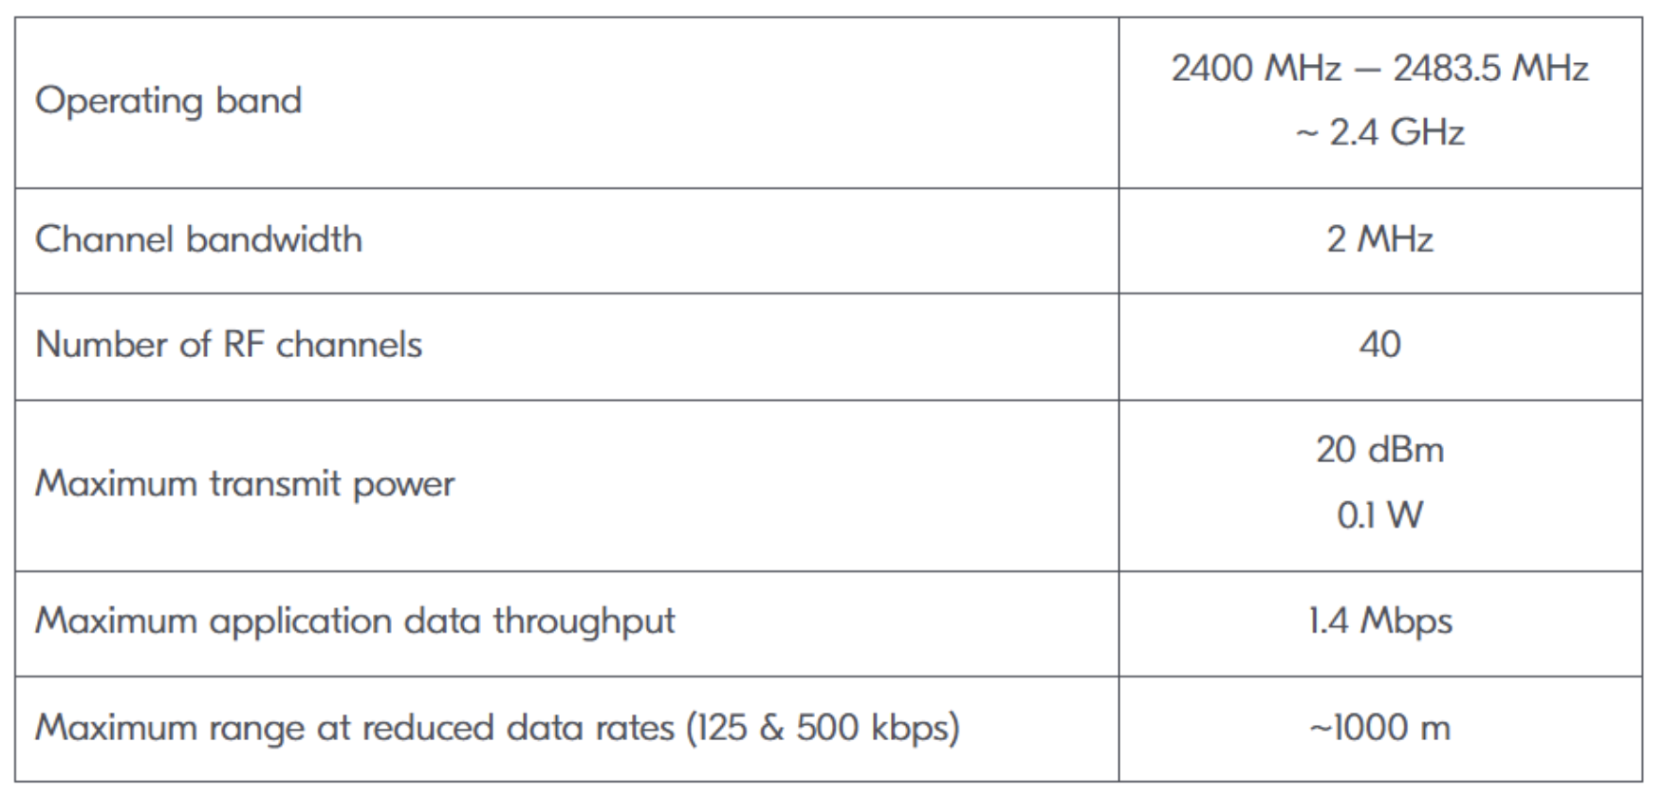 Operating band
2400 MHz – 2483.5 MHz
~ 2.4 GHz
Channel bandwidth
2 MHz
Number of RF channels
40
Maximum transmit power
20 dBm
0.1 W
Maximum application data throughput
1.4 Mbps
Maximum range at reduced data rates (125 & 500 kbps)
~1000 m